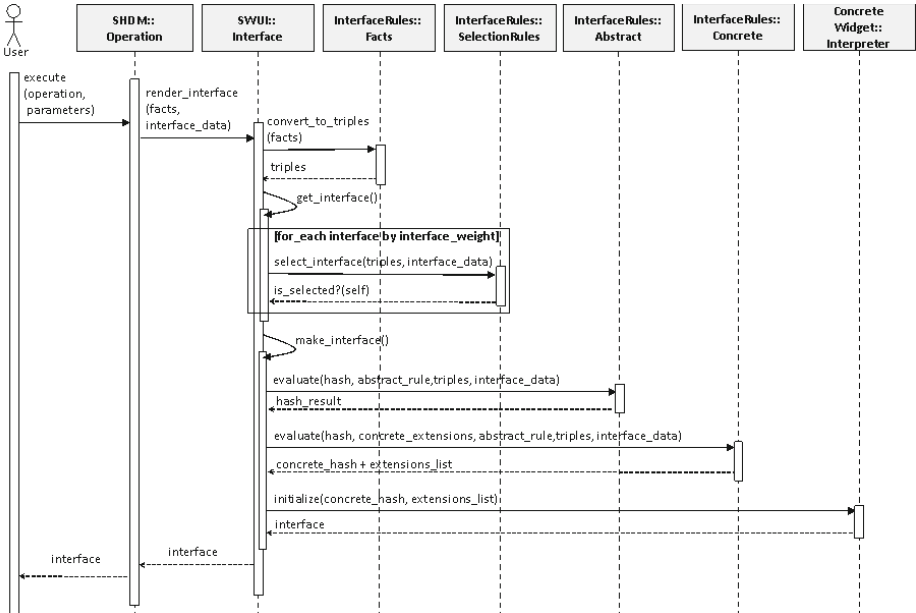 User
SHDM::
Operation
SWUI::
Interface
InterfaceRules::
Facts
InterfaceRules::
SelectionRules
InterfaceRules::
Abstract
InterfaceRules::
Concrete
Concrete
Widget::
Interpreter
execute
(operation,
parameters)
render_interface
(facts,
interface_data)
convert_to_triples
(facts)
triples
get_interface()
[for_each interface by interface_weight]
select_interface(triples, interface_data)
is_selected?(self)
make_interface()
evaluate(hash, abstract_rule,triples, interface_data)
hash_result
evaluate(hash, concrete_extensions, abstract_rule,triples, interface_data)
concrete_hash + extensions_list
initialize(concrete_hash, extensions_list)
interface
interface
interface